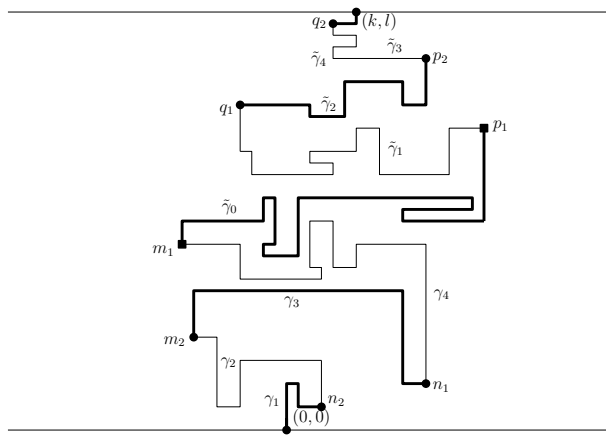 q₂ (k, l)
γ̃₃
γ̃₄ p₂
q₁ γ̃₂
p₁
γ̃₁
γ̃₀
m₁
γ₃ γ₄
m₂
γ₂
n₁
γ₁ n₂
(0, 0)